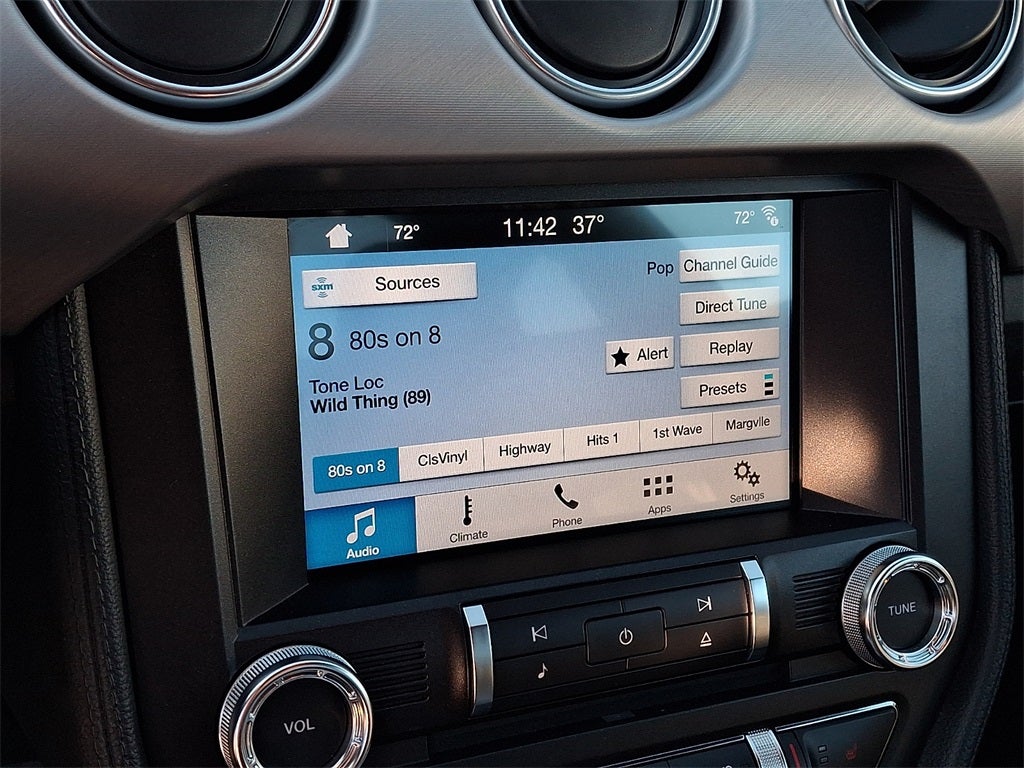 72° 11:42 37° 72°
sxm Sources
Pop Channel Guide
Direct Tune
8 80s on 8
Alert Replay
Tone Loc
Wild Thing (89)
Presets
80s on 8 ClsVinyl Highway Hits 1 1st Wave Margvlle
Audio Climate Phone Apps Settings
TUNE
VOL